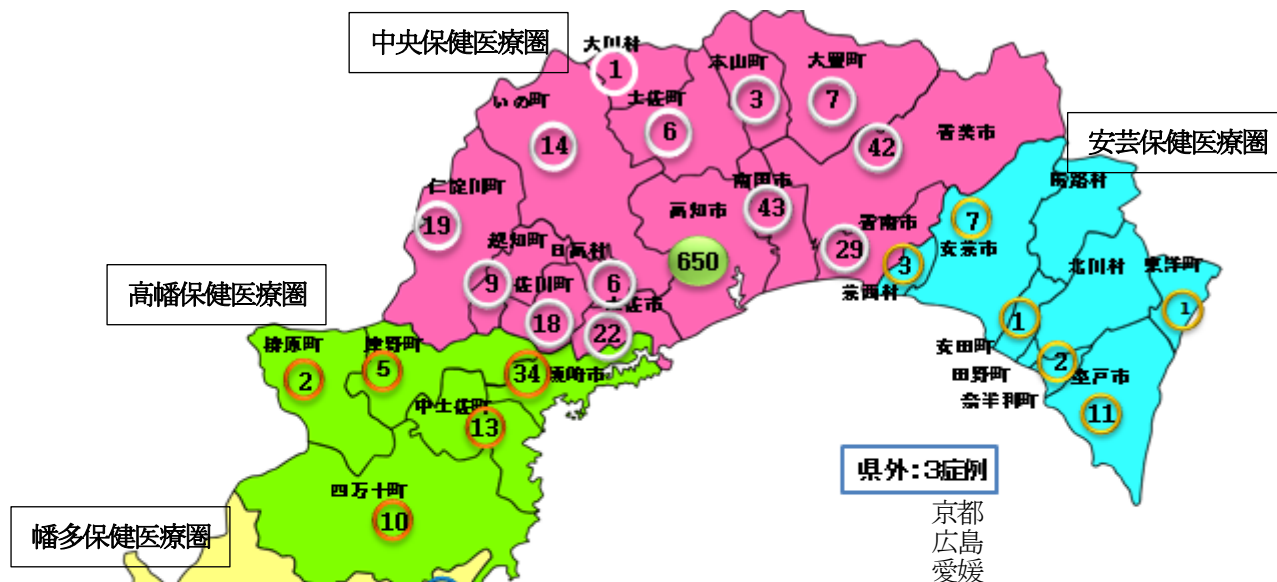 中央保健医療圏
大川村
1
本山町
3
大豊町
7
土佐町
6
いの町
14
42
香美市
安芸保健医療圏
馬路村
仁淀川町
19
南国市
43
高知市
650
香南市
29
7
安芸市
3
芸西村
越知町
9
日高村
6
佐川町
18
土佐市
22
北川村
東洋町
1
高幡保健医療圏
梼原町
2
津野町
5
34
須崎市
中土佐町
13
1
安田町
田野町
奈半利町
2
室戸市
11
四万十町
10
県外:3症例
京都
広島
愛媛
幡多保健医療圏